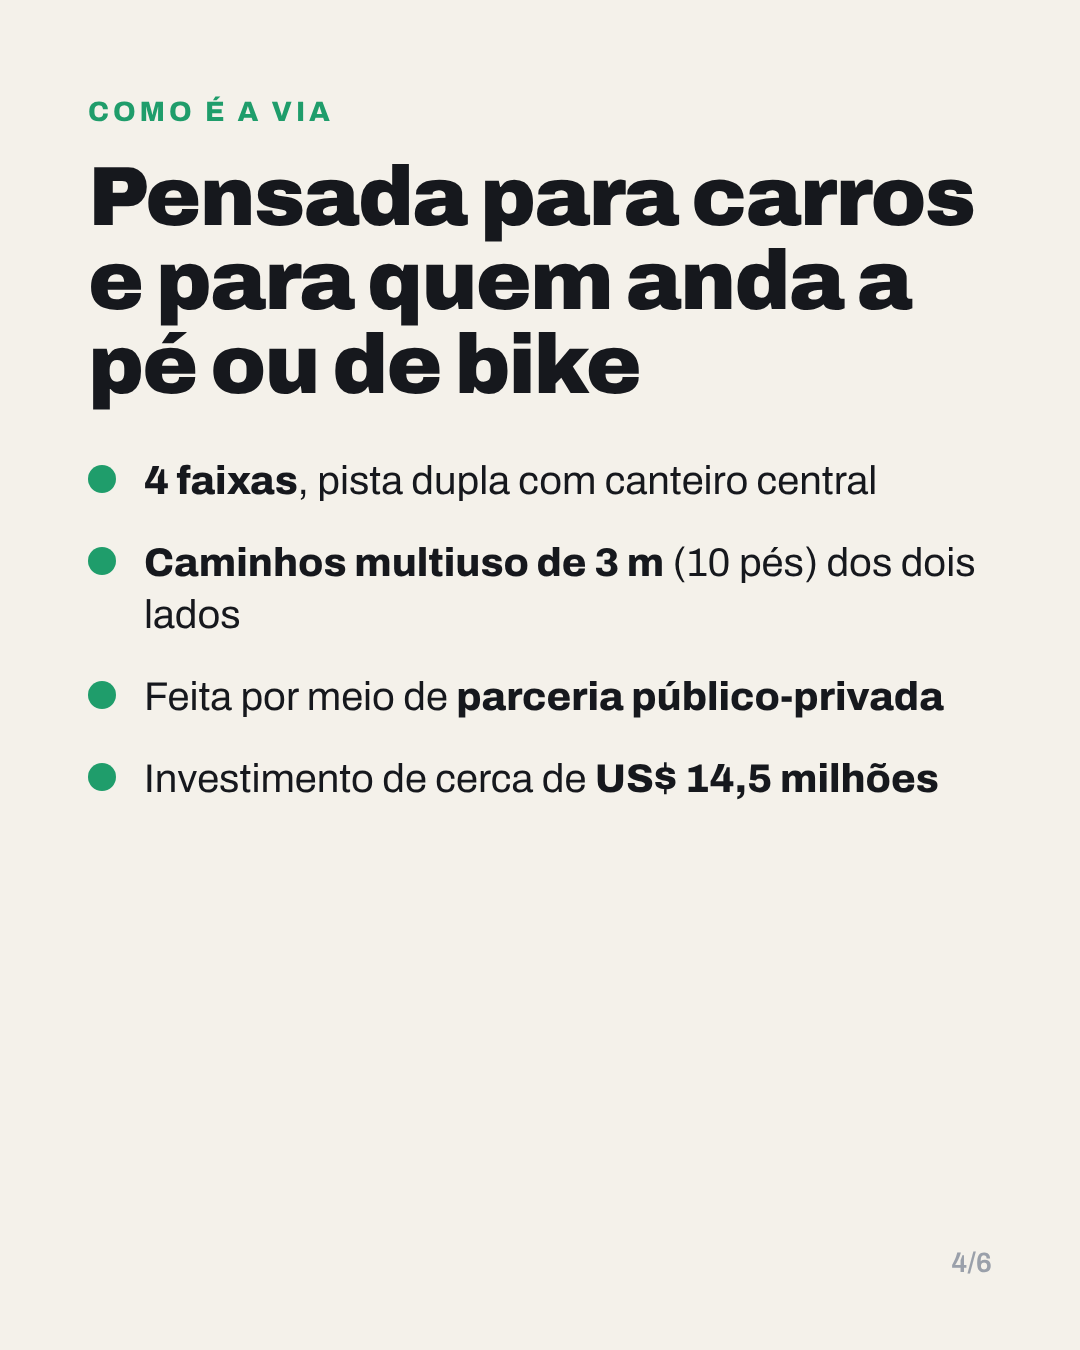 COMO É A VIA
Pensada para carros
e para quem anda a
pé ou de bike
4 faixas, pista dupla com canteiro central
Caminhos multiuso de 3 m (10 pés) dos dois
lados
Feita por meio de parceria público-privada
Investimento de cerca de US$ 14,5 milhões
4/6